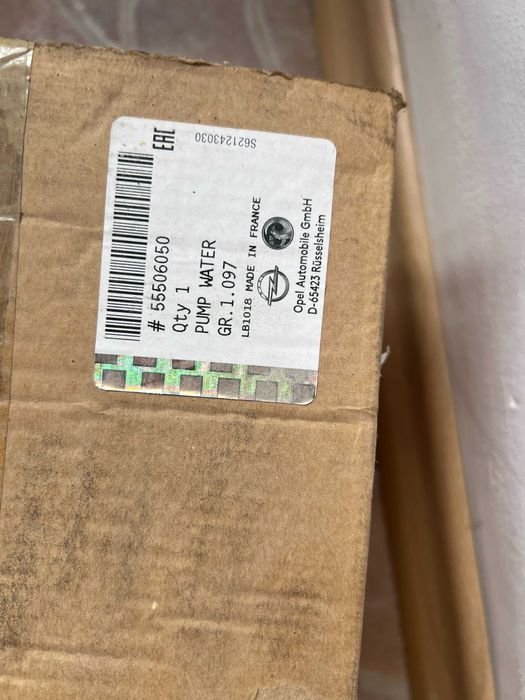 EAC
S621243030
# 55506050
Qty 1
PUMP WATER
GR.1.097
LB1018 MADE IN FRANCE
Opel Automobile GmbH
D-65423 Rüsselsheim